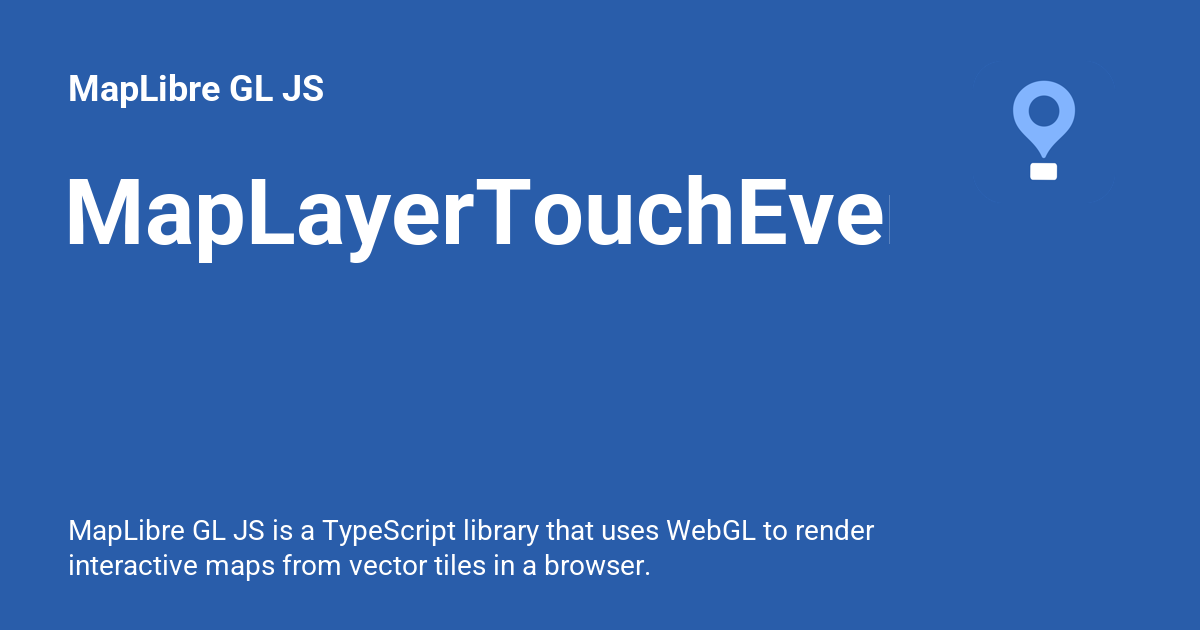 MapLibre GL JS
MapLayerTouchEve
MapLibre GL JS is a TypeScript library that uses WebGL to render
interactive maps from vector tiles in a browser.